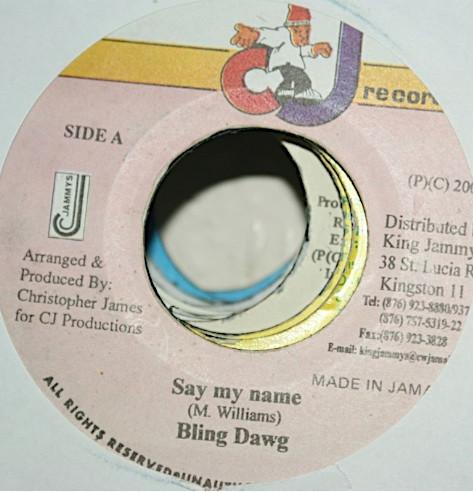 CJ
recor
SIDE A
JAMMYS
(P)(C) 200
Distributed
King Jammy
38 St. Lucia R
Kingston 11
Tel: (876) 923-8880/937
(876) 757-5319-22
Fax:(876) 923-3828
E-mail: kingjammys@cwjama
Arranged &
Produced By:
Christopher James
for CJ Productions
MADE IN JAMA
Say my name
(M. Williams)
Bling Dawg
ALL RIGHTS RESERVED
Pro
R
E
(P(C